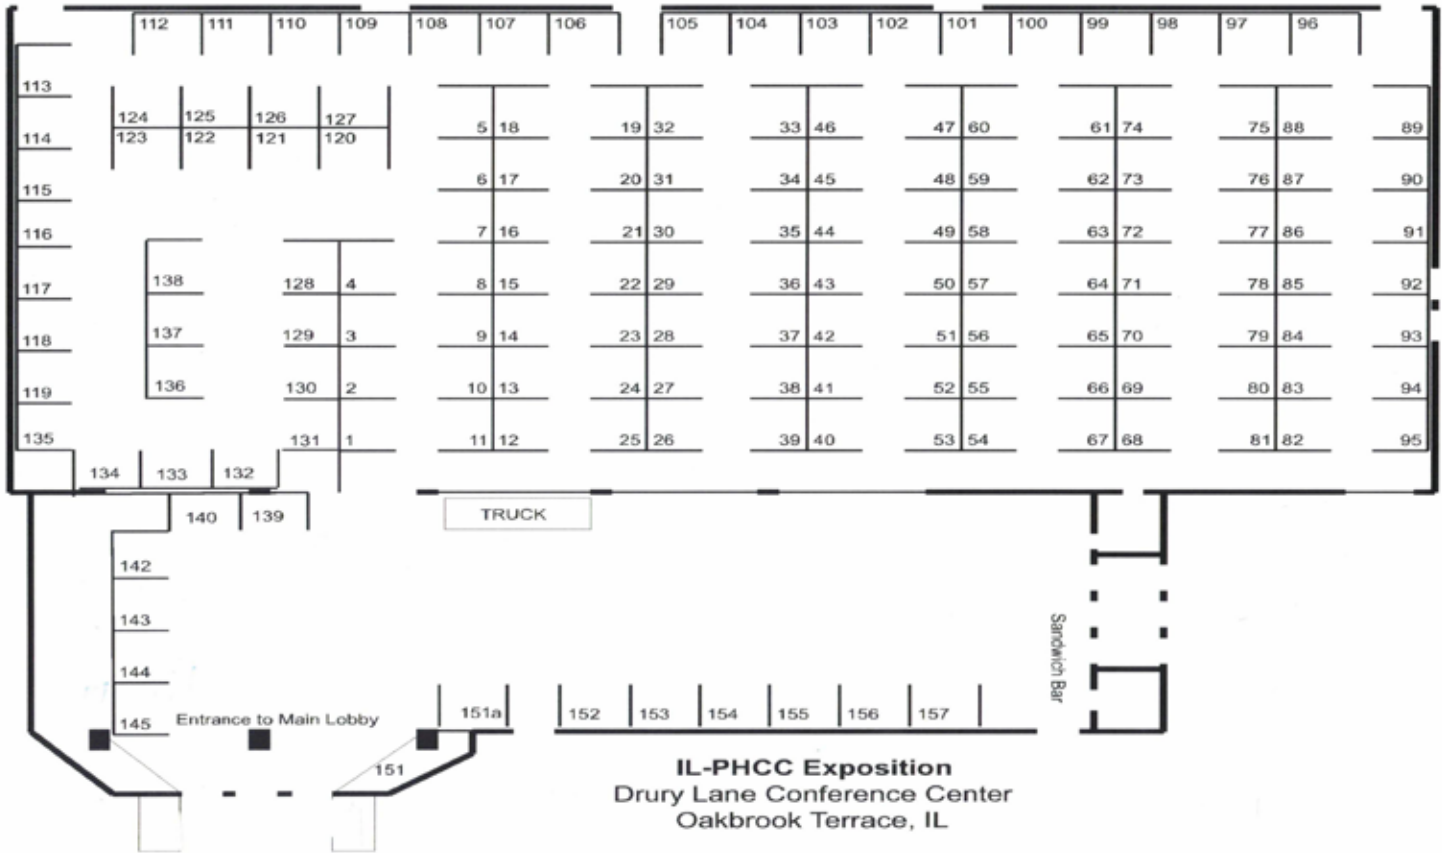 112 111 110 109 108 107 106 105 104 103 102 101 100 99 98 97 96
113
124 125 126 127
5 18 19 32 33 46 47 60 61 74 75 88 89
114 123 122 121 120
6 17 20 31 34 45 48 59 62 73 76 87 90
115
116 7 16 21 30 35 44 49 58 63 72 77 86 91
117 138 128 4 8 15 22 29 36 43 50 57 64 71 78 85 92
118 137 129 3 9 14 23 28 37 42 51 56 65 70 79 84 93
119 136 130 2 10 13 24 27 38 41 52 55 66 69 80 83 94
135 131 1 11 12 25 26 39 40 53 54 67 68 81 82 95
134 133 132
140 139 TRUCK
142
143
Sandwich Bar
144
145 Entrance to Main Lobby 151a 152 153 154 155 156 157
151
IL-PHCC Exposition
Drury Lane Conference Center
Oakbrook Terrace, IL